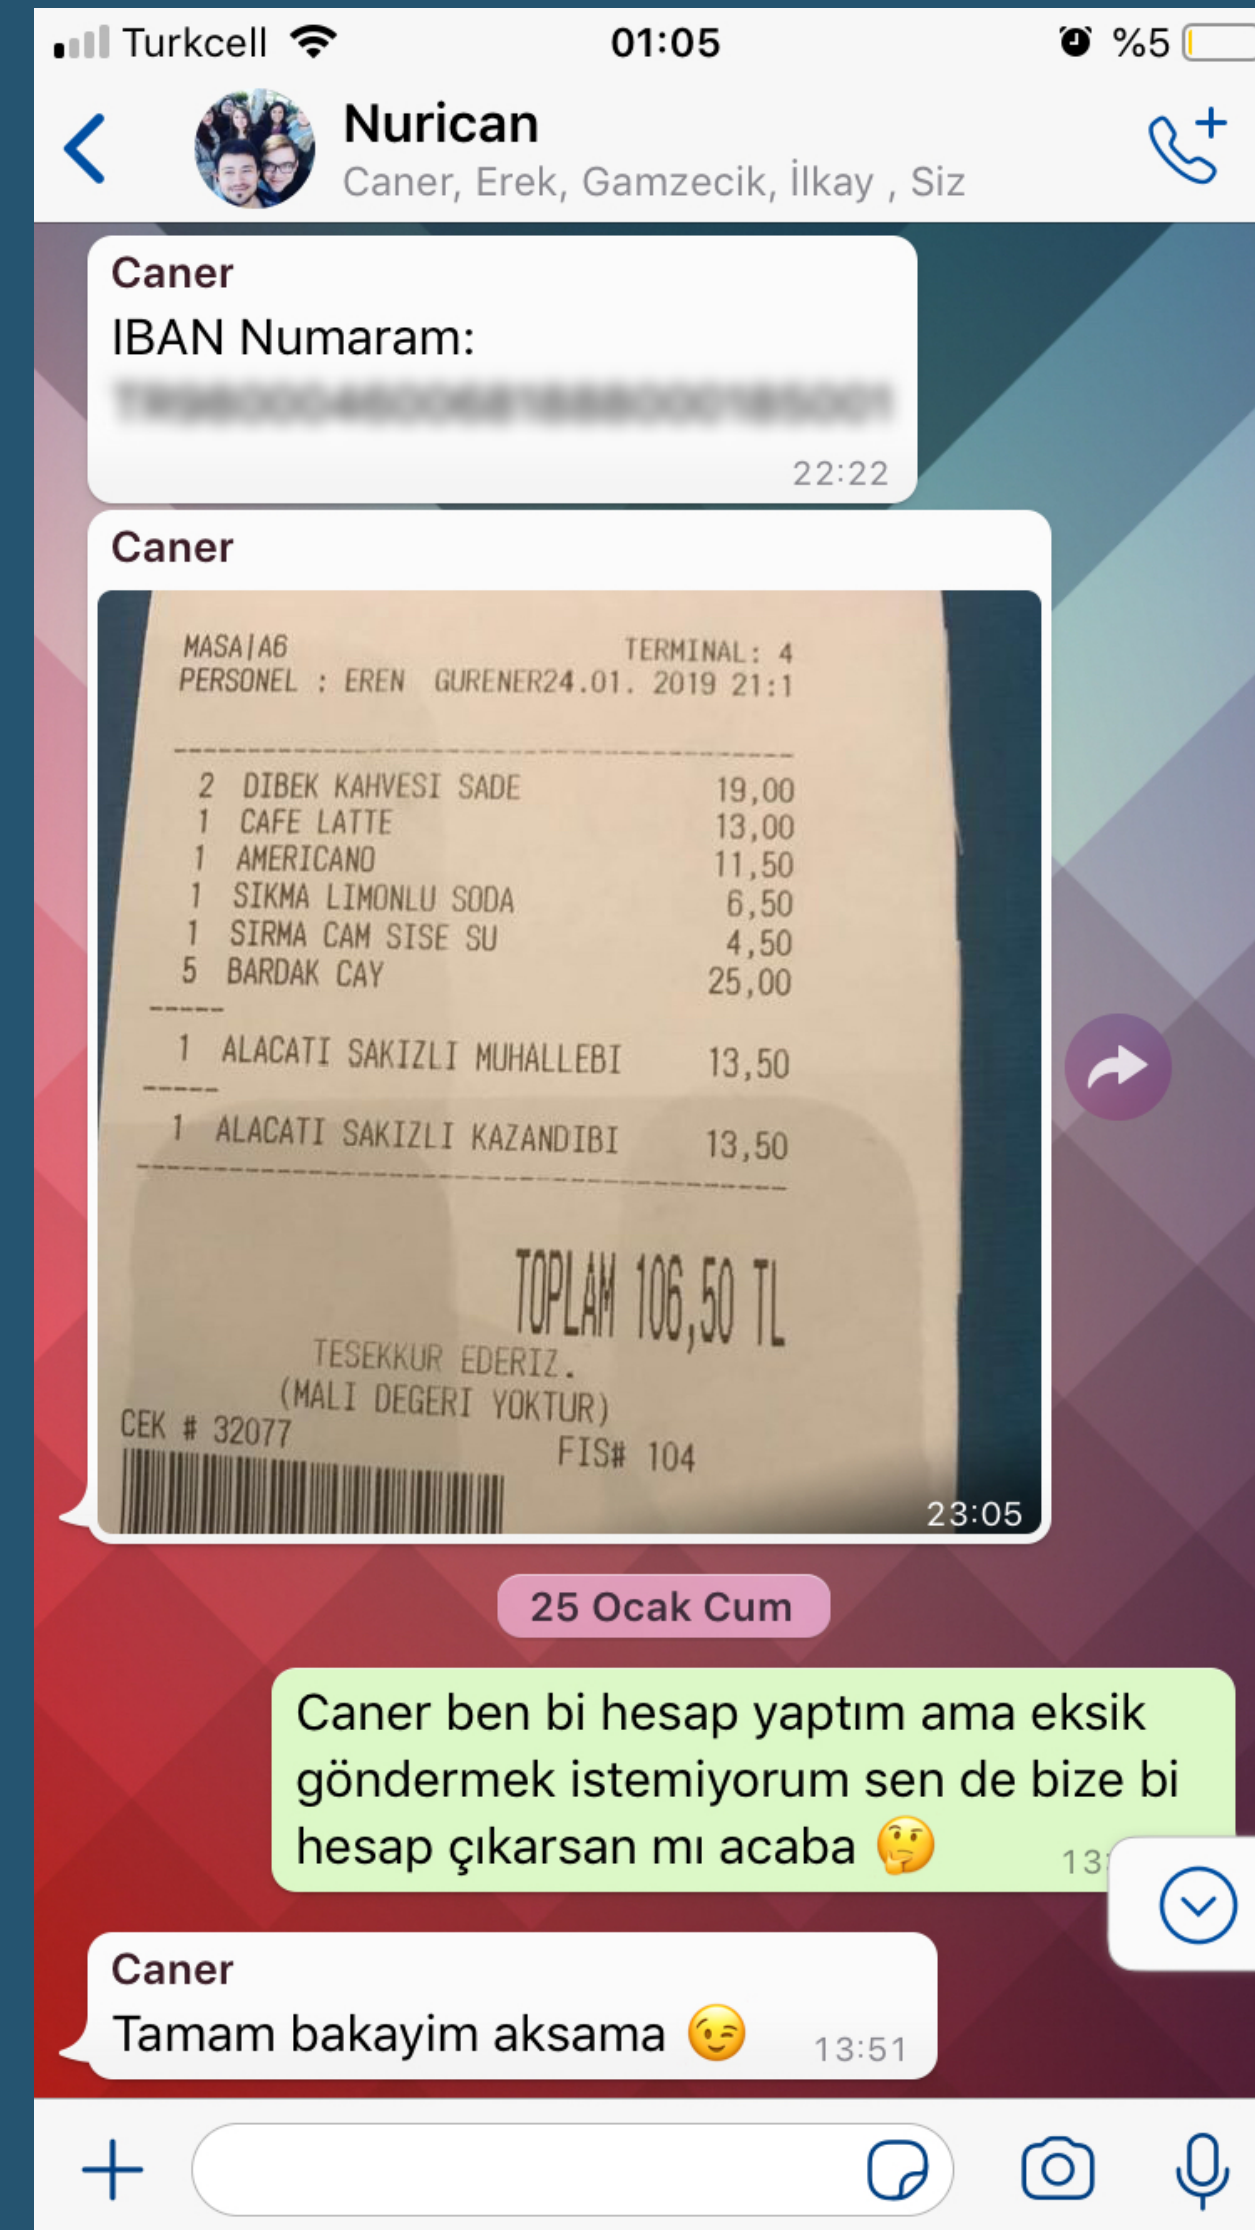 Turkcell 01:05 %5
Nurican
Caner, Erek, Gamzecik, İlkay , Siz
Caner
IBAN Numaram:
22:22
Caner
MASA|A6 TERMINAL: 4
PERSONEL : EREN GURENER24.01. 2019 21:1
2 DIBEK KAHVESI SADE 19,00
1 CAFE LATTE 13,00
1 AMERICANO 11,50
1 SIKMA LIMONLU SODA 6,50
1 SIRMA CAM SISE SU 4,50
5 BARDAK CAY 25,00
1 ALACATI SAKIZLI MUHALLEBI 13,50
1 ALACATI SAKIZLI KAZANDIBI 13,50
TOPLAM 106,50 TL
TESEKKUR EDERIZ.
(MALI DEGERI YOKTUR)
CEK # 32077
FIS# 104
23:05
25 Ocak Cum
Caner ben bi hesap yaptım ama eksik
göndermek istemiyorum sen de bize bi
hesap çıkarsan mı acaba 🤔
Caner
Tamam bakayim aksama 😉 13:51